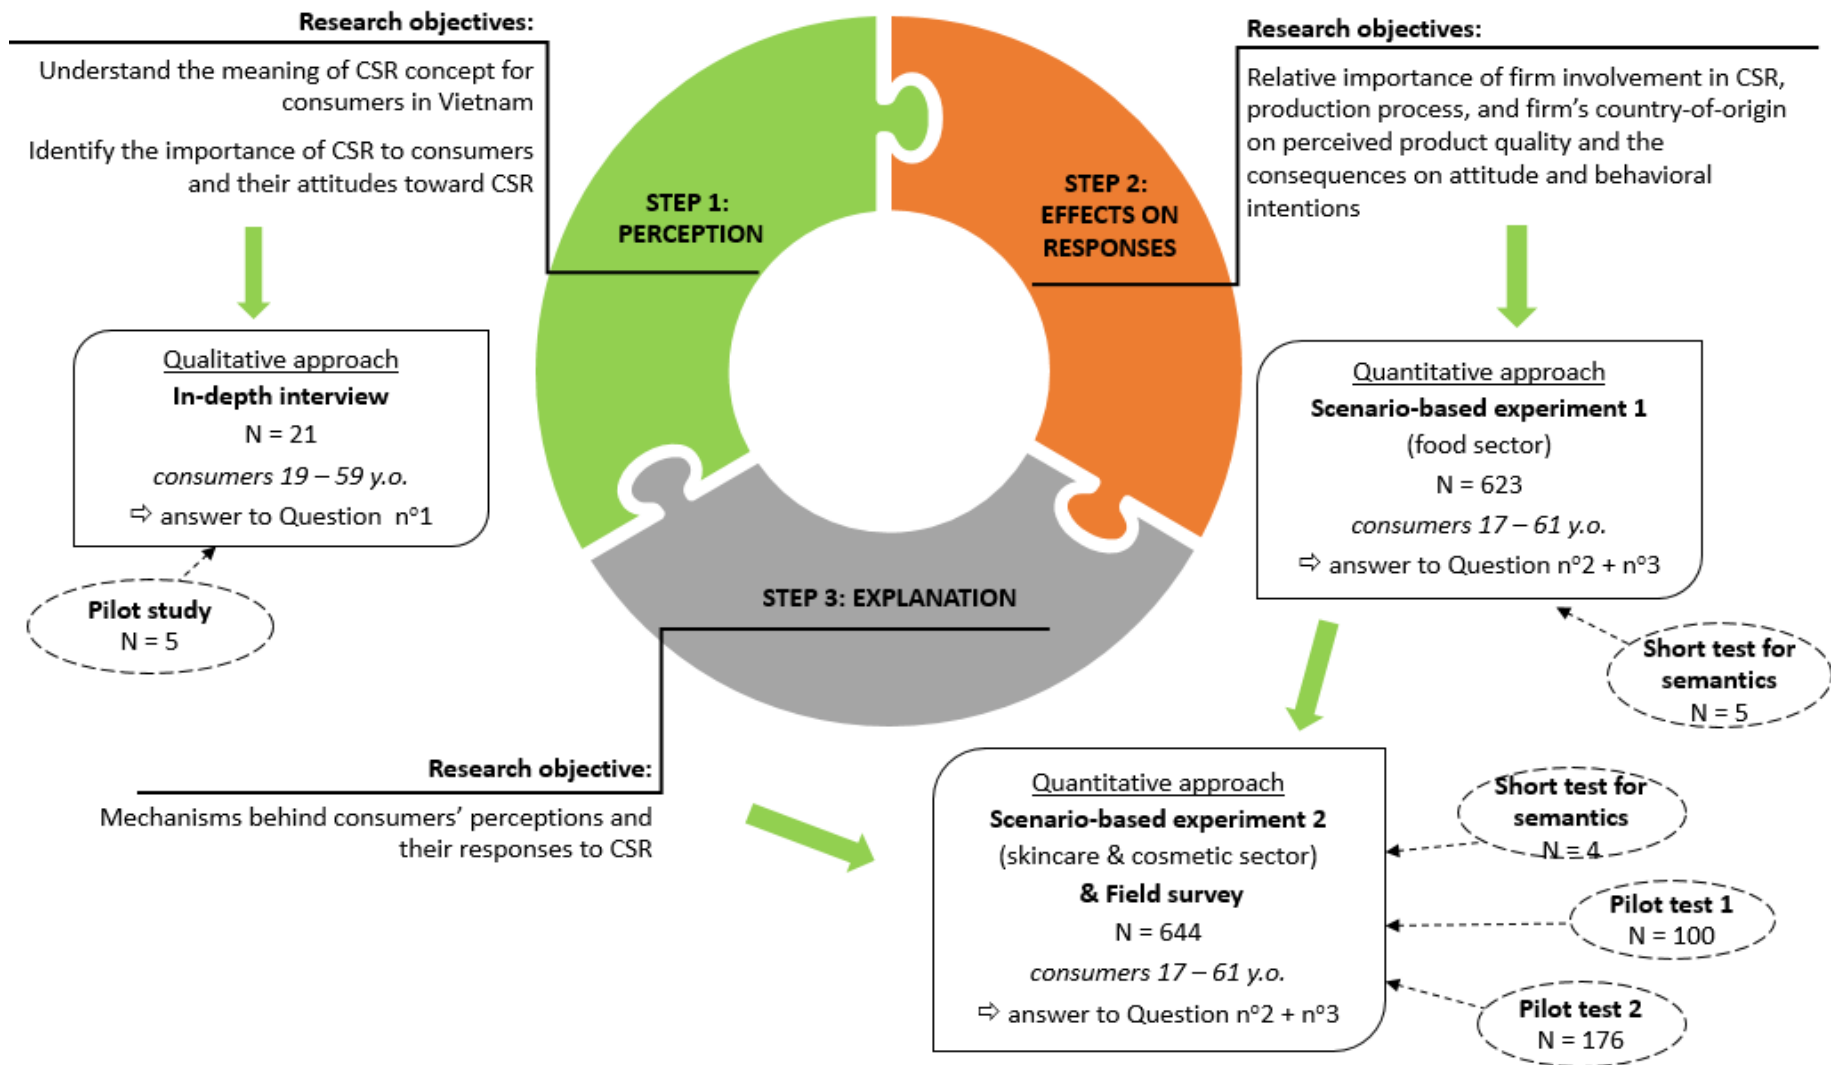 Research objectives:
Understand the meaning of CSR concept for
consumers in Vietnam
Identify the importance of CSR to consumers
and their attitudes toward CSR
STEP 1:
PERCEPTION
Qualitative approach
In-depth interview
N = 21
consumers 19 – 59 y.o.
⇨ answer to Question nº1
Pilot study
N = 5
Research objectives:
Relative importance of firm involvement in CSR,
production process, and firm's country-of-origin
on perceived product quality and the
consequences on attitude and behavioral
intentions
STEP 2:
EFFECTS ON
RESPONSES
Quantitative approach
Scenario-based experiment 1
(food sector)
N = 623
consumers 17 – 61 y.o.
⇨ answer to Question nº2 + nº3
Short test for
semantics
N = 5
STEP 3: EXPLANATION
Research objective:
Mechanisms behind consumers' perceptions and
their responses to CSR
Quantitative approach
Scenario-based experiment 2
(skincare & cosmetic sector)
& Field survey
N = 644
consumers 17 – 61 y.o.
⇨ answer to Question nº2 + nº3
Short test for
semantics
N = 4
Pilot test 1
N = 100
Pilot test 2
N = 176